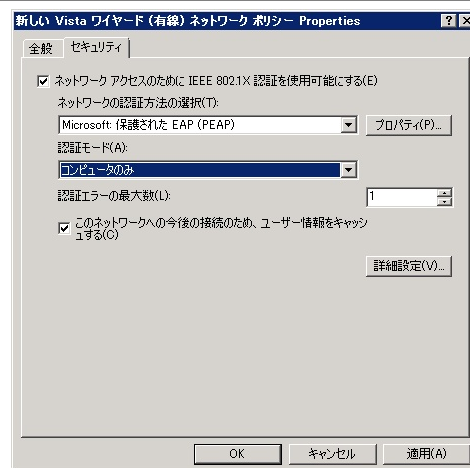 新しい Vista ワイヤード (有線) ネットワーク ポリシー Properties
全般
セキュリティ
ネットワーク アクセスのために IEEE 802.1X 認証を使用可能にする(E)
ネットワークの認証方法の選択(T):
Microsoft: 保護された EAP (PEAP)
プロパティ(P)...
認証モード(A):
コンピュータのみ
認証エラーの最大数(L):
1
このネットワークへの今後の接続のため、ユーザー情報をキャッシ
ュする(C)
詳細設定(V)...
OK
キャンセル
適用(A)